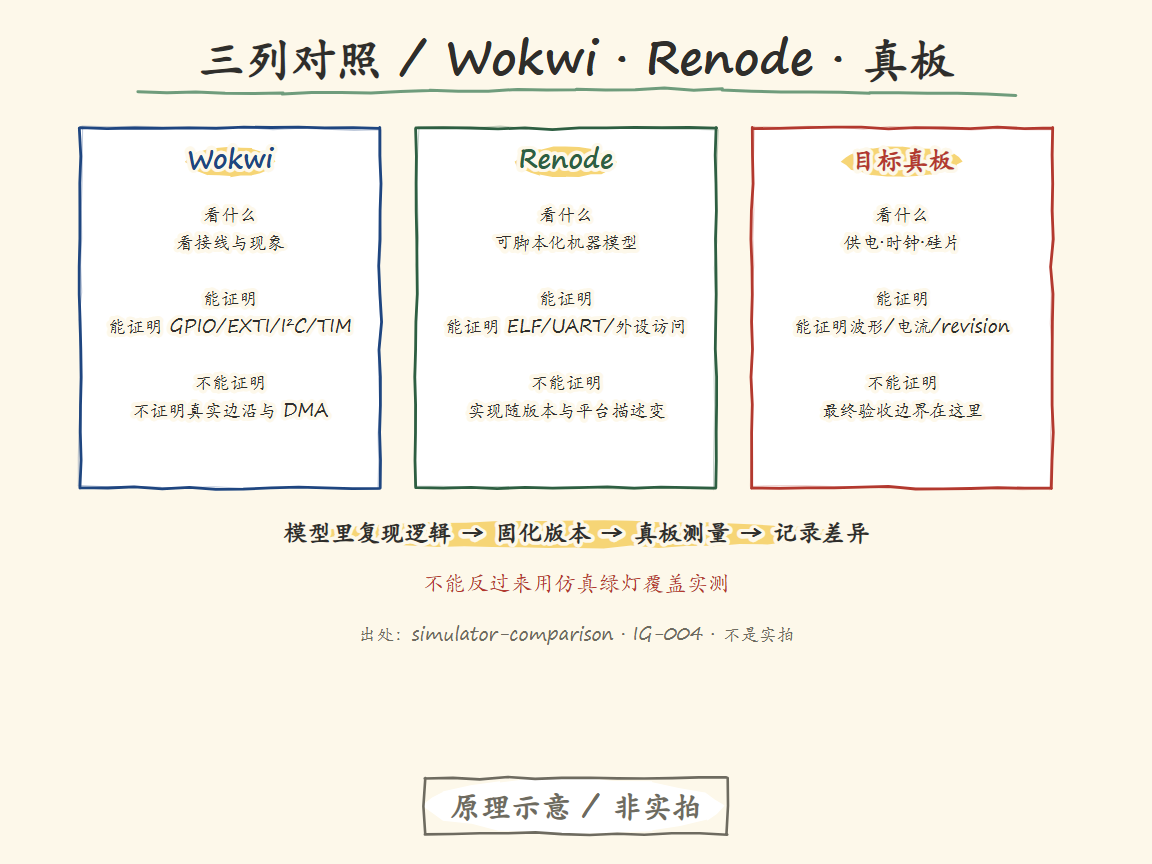 三列对照 / Wokwi · Renode · 真板
Wokwi
看什么
看接线与现象
能证明
能证明 GPIO/EXTI/I²C/TIM
不能证明
不证明真实边沿与 DMA
Renode
看什么
可脚本化机器模型
能证明
能证明 ELF/UART/外设访问
不能证明
实现随版本与平台描述变
目标真板
看什么
供电·时钟·硅片
能证明
能证明波形/电流/revision
不能证明
最终验收边界在这里
模型里复现逻辑 → 固化版本 → 真板测量 → 记录差异
不能反过来用仿真绿灯覆盖实测
出处：simulator-comparison · IG-004 · 不是实拍
原理示意 / 非实拍